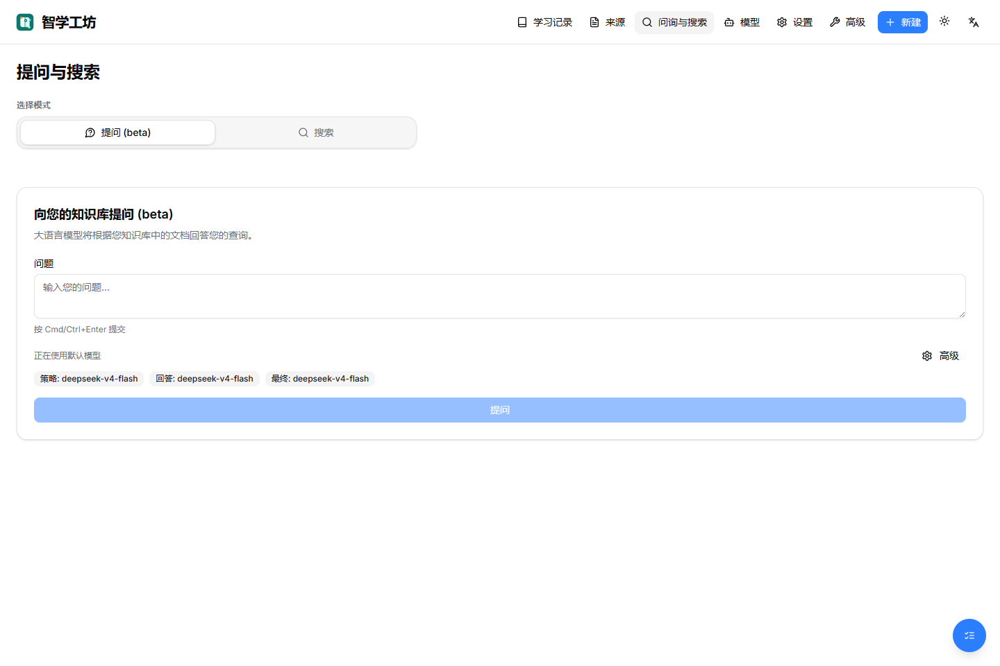 智学工坊
学习记录
来源
问询与搜索
模型
设置
高级
新建
提问与搜索
选择模式
提问 (beta)
搜索
向您的知识库提问 (beta)
大语言模型将根据您知识库中的文档回答您的查询。
问题
输入您的问题...
按 Cmd/Ctrl+Enter 提交
正在使用默认模型
高级
策略: deepseek-v4-flash
回答: deepseek-v4-flash
最终: deepseek-v4-flash
提问